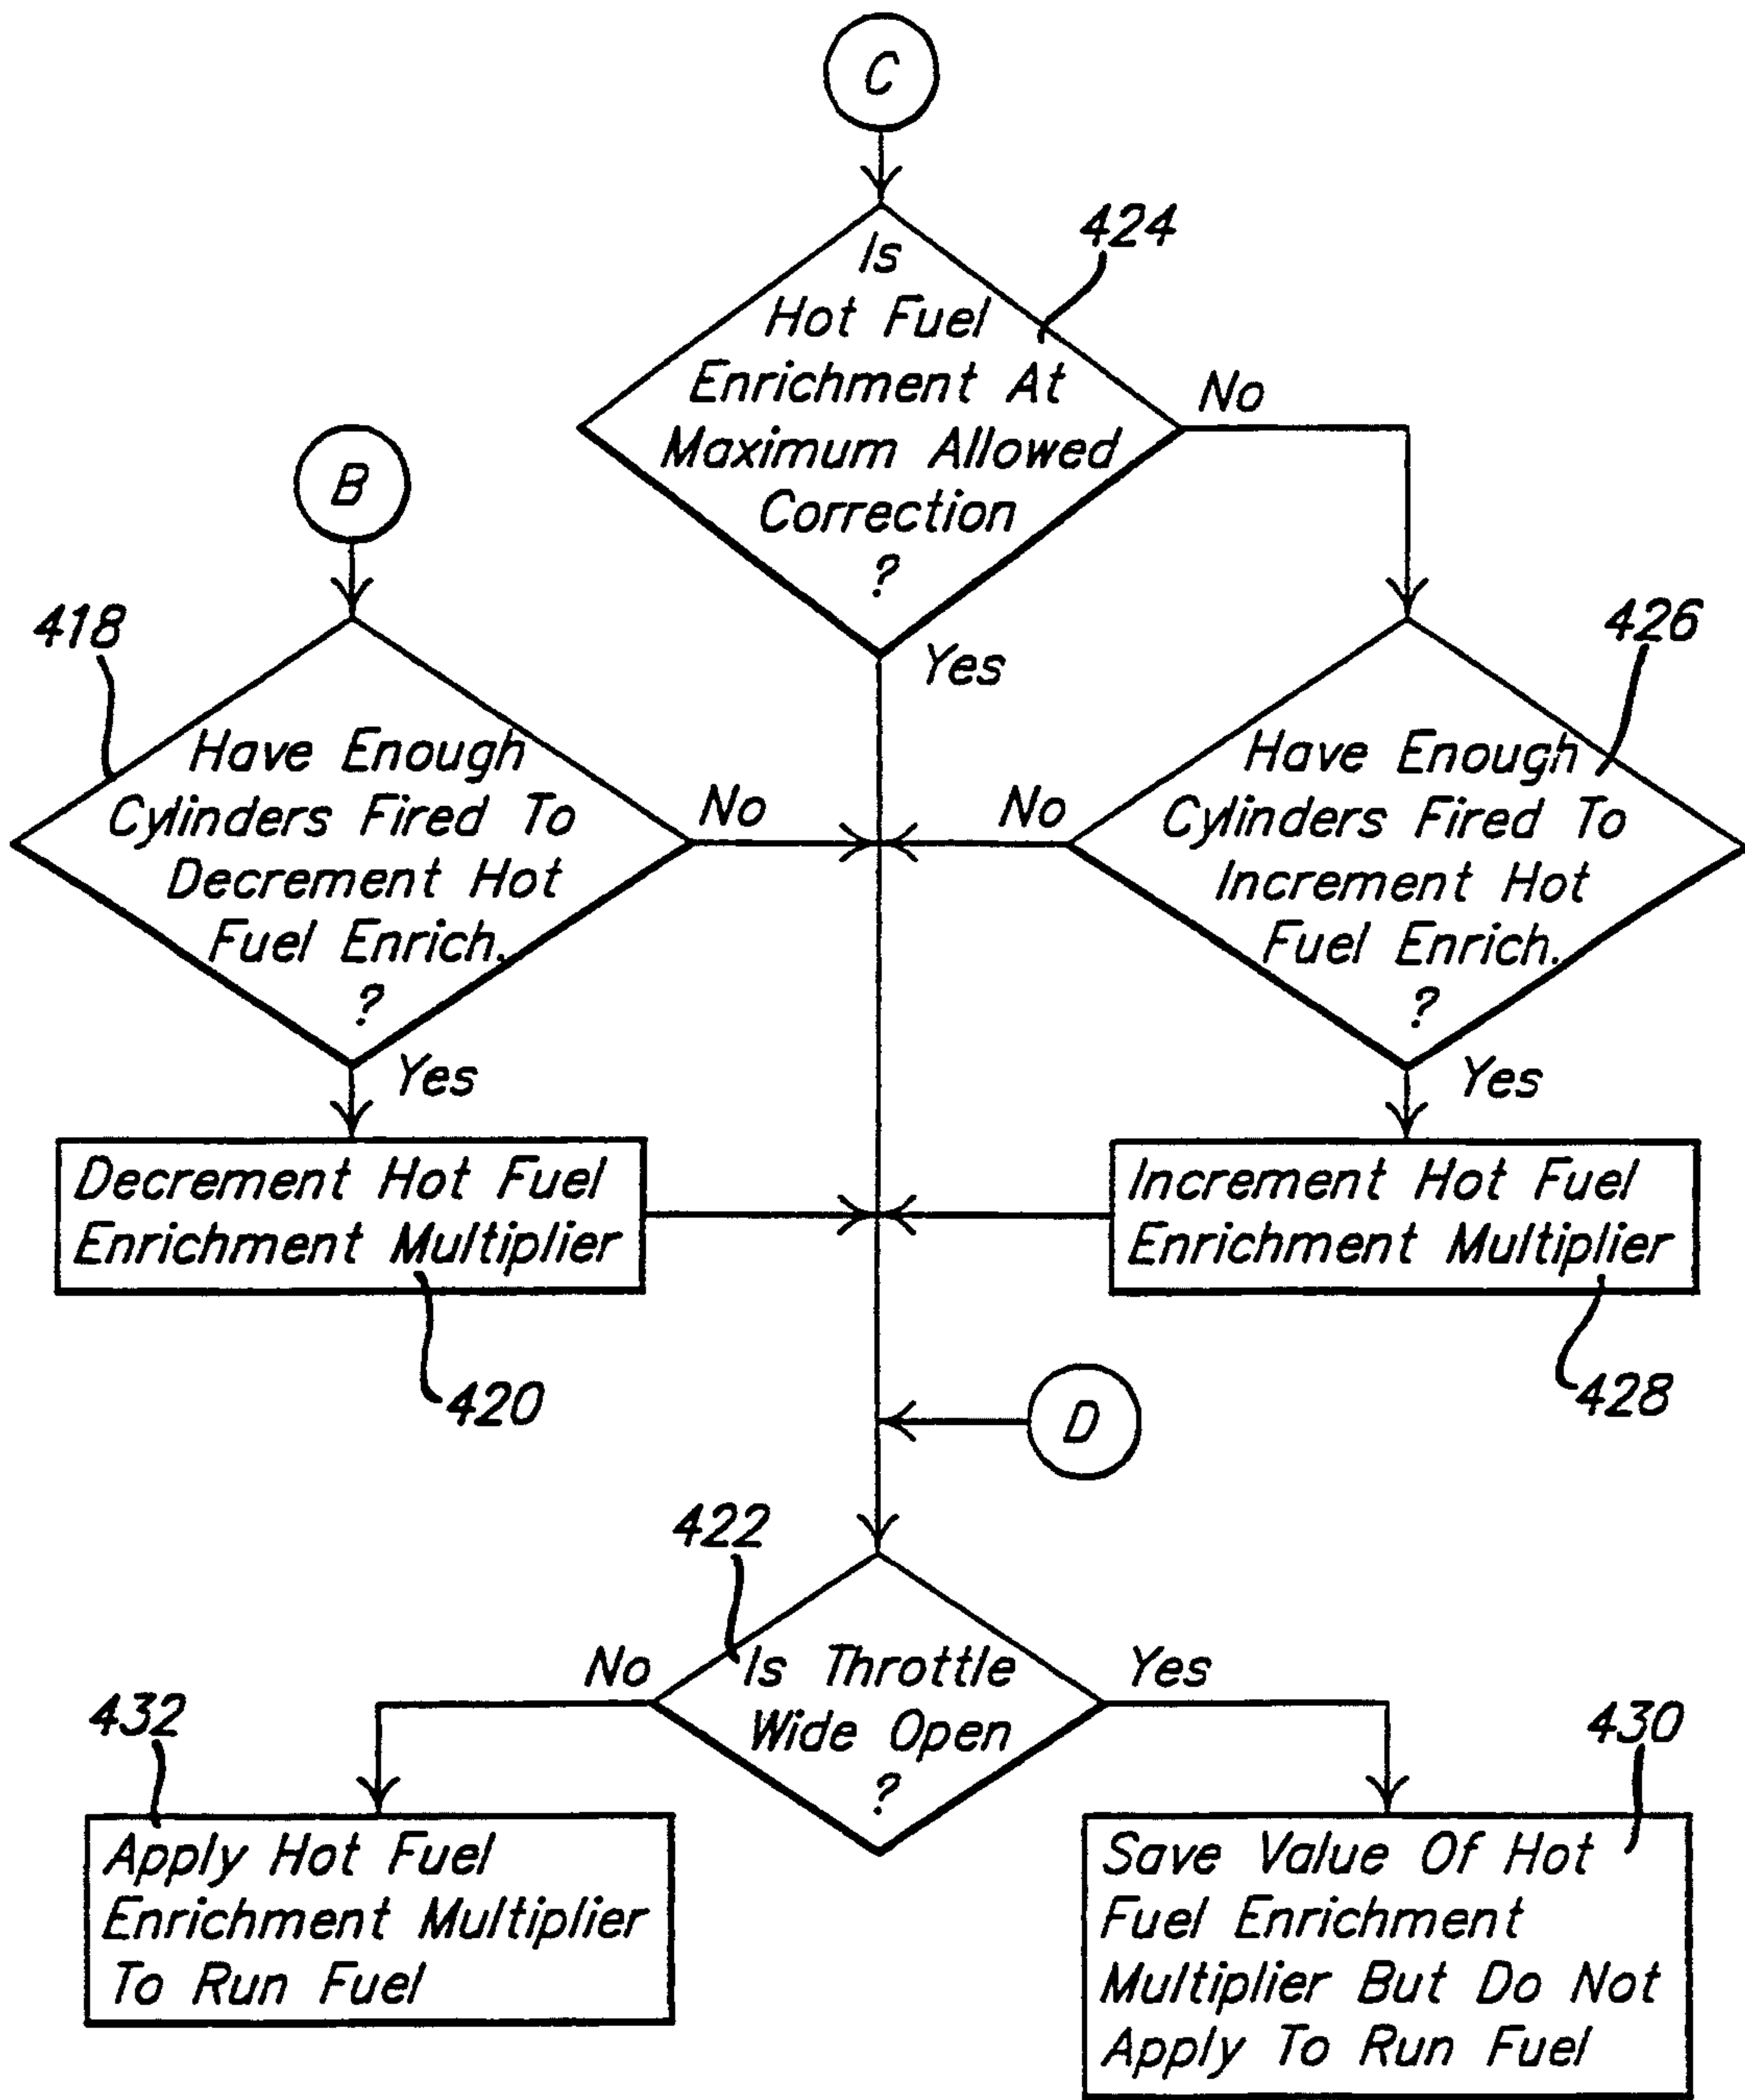 C
424
Is
Hot Fuel
Enrichment At
Maximum Allowed
Correction
?
No
Yes
B
418
Have Enough
Cylinders Fired To
Decrement Hot
Fuel Enrich.
?
No
Yes
426
Have Enough
Cylinders Fired To
Increment Hot
Fuel Enrich.
?
No
Yes
Decrement Hot Fuel
Enrichment Multiplier
420
Increment Hot Fuel
Enrichment Multiplier
428
D
422
Is Throttle
Wide Open
?
No
Yes
432
Apply Hot Fuel
Enrichment Multiplier
To Run Fuel
430
Save Value Of Hot
Fuel Enrichment
Multiplier But Do Not
Apply To Run Fuel